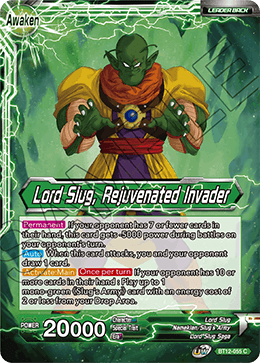 Awaken
LEADER BACK
Lord Slug, Rejuvenated Invader
Permanent If your opponent has 7 or fewer cards in
their hand, this card gets -5000 power during battles on
your opponent's turn.
Auto When this card attacks, you and your opponent
draw 1 card.
Activate:Main Once per turn If your opponent has 10 or
more cards in their hand : Play up to 1
mono-green ‹Slug's Army› card with an energy cost of
2 or less from your Drop Area.
POWER 20000
Character Lord Slug
Special Trait Namekian/Slug's Army
Era Lord Slug Saga
BT12-055 C